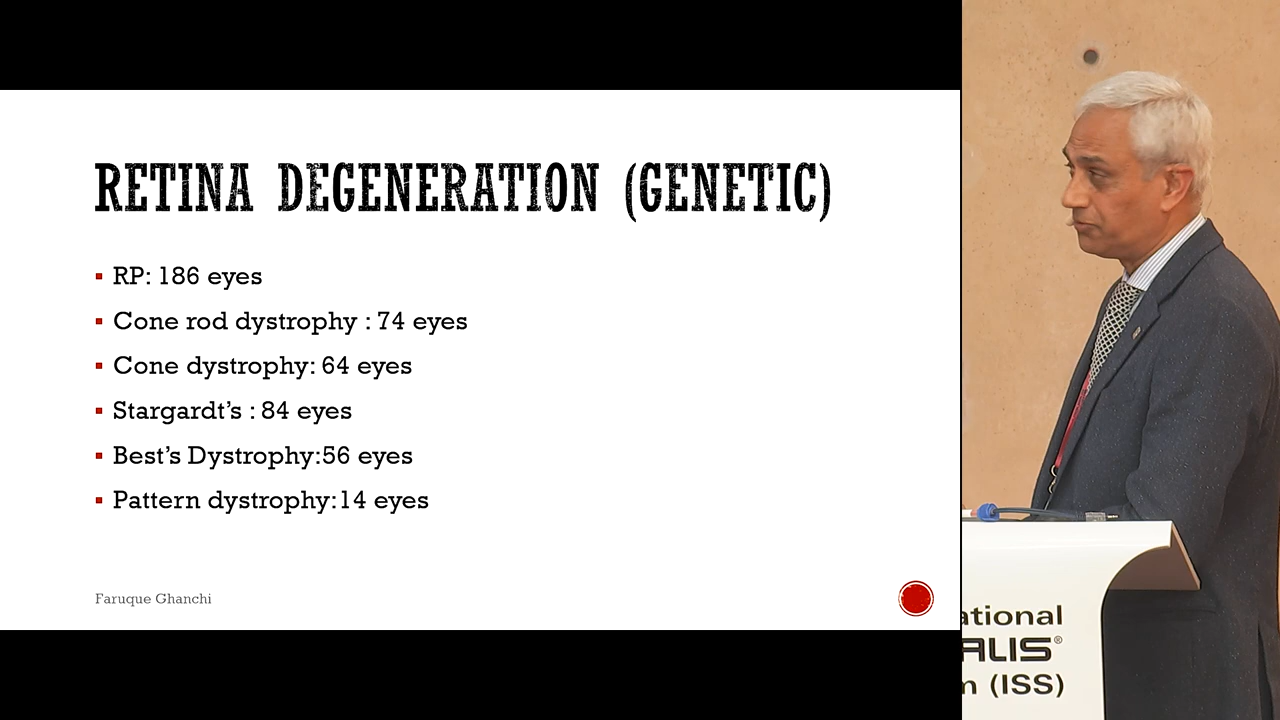 RETINA DEGENERATION (GENETIC)
RP: 186 eyes
Cone rod dystrophy : 74 eyes
Cone dystrophy: 64 eyes
Stargardt’s : 84 eyes
Best’s Dystrophy:56 eyes
Pattern dystrophy:14 eyes
Faruque Ghanchi
ational
ALIS®
(ISS)